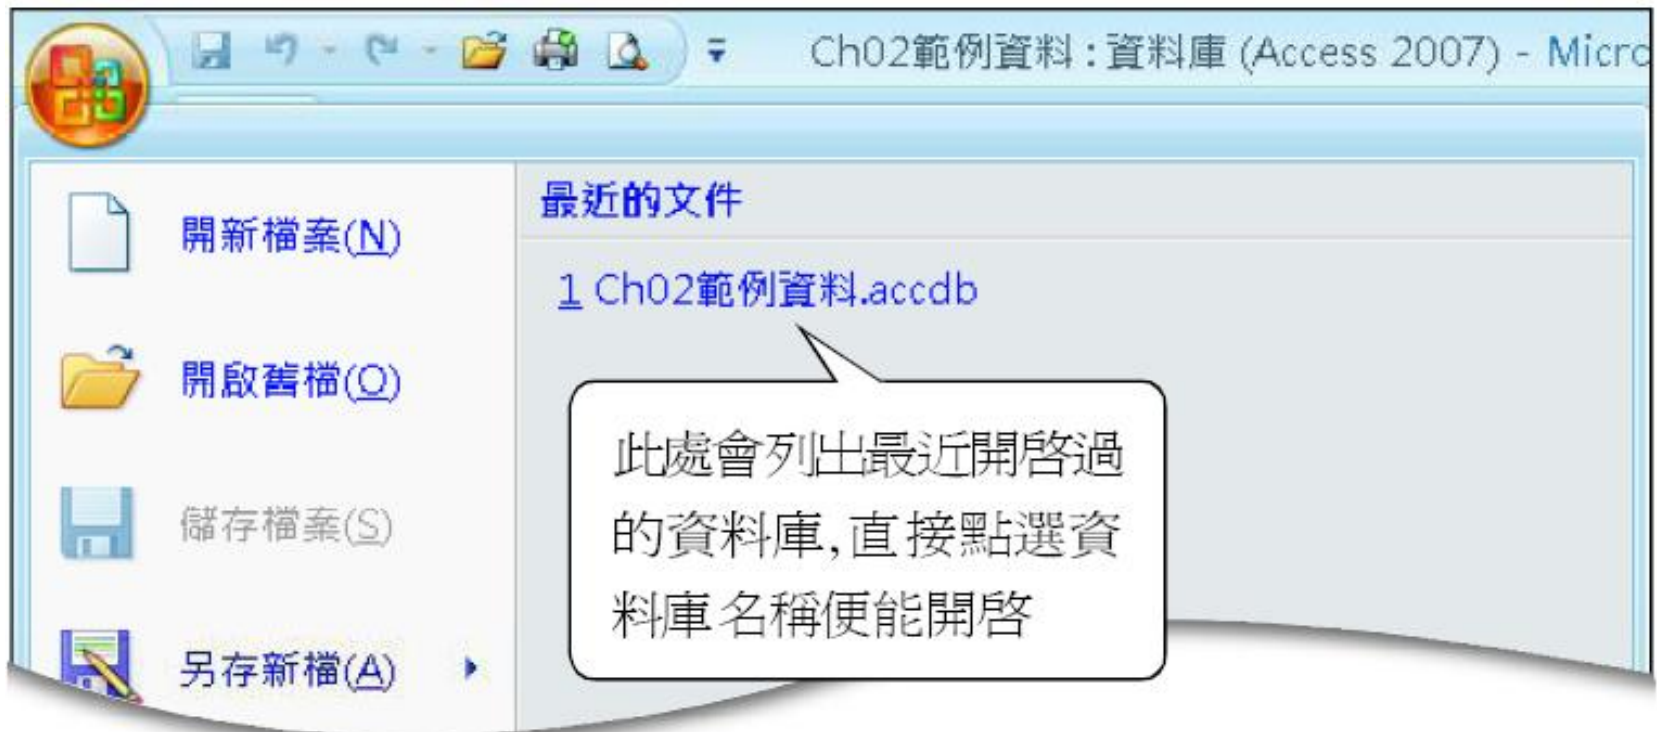 Ch02範例資料 : 資料庫 (Access 2007) - Micro
最近的文件
開新檔案(N)
1 Ch02範例資料.accdb
開啟舊檔(O)
儲存檔案(S)
另存新檔(A)
此處會列出最近開啓過
的資料庫,直接點選資
料庫名稱便能開啓